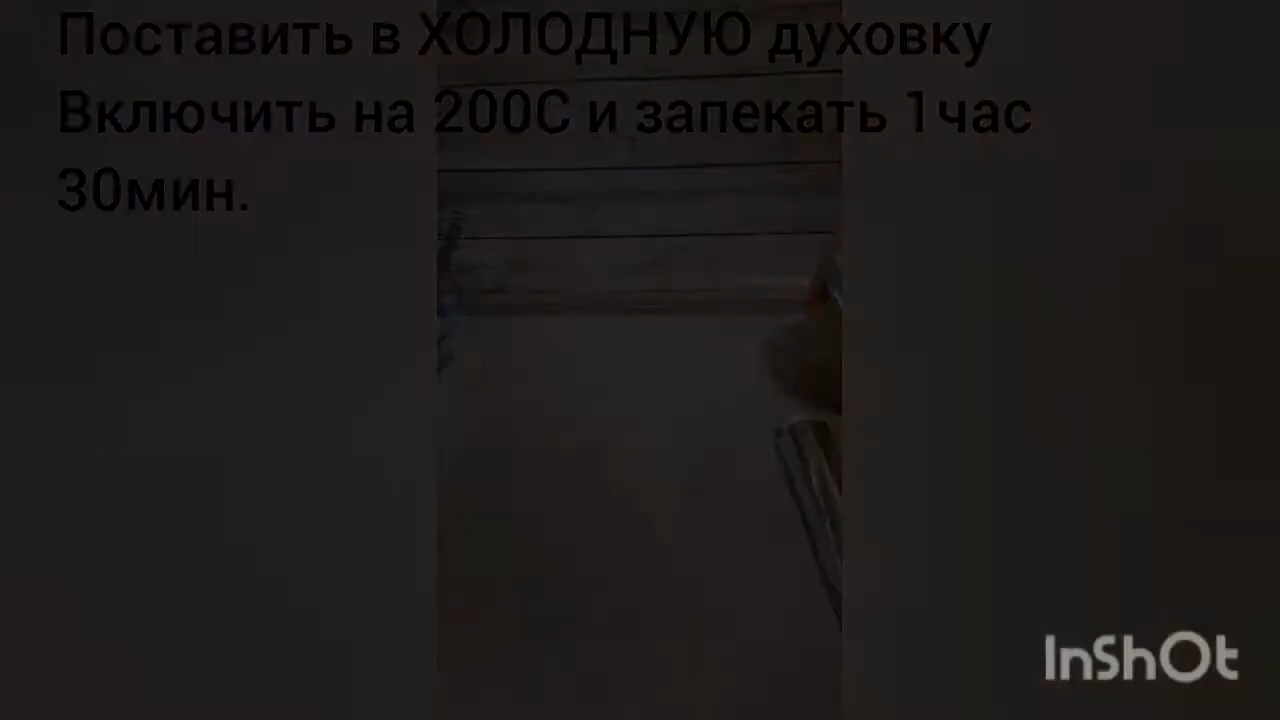 Поставить в ХОЛОДНУЮ духовку
Включить на 200С и запекать 1час
30мин.
InShOt